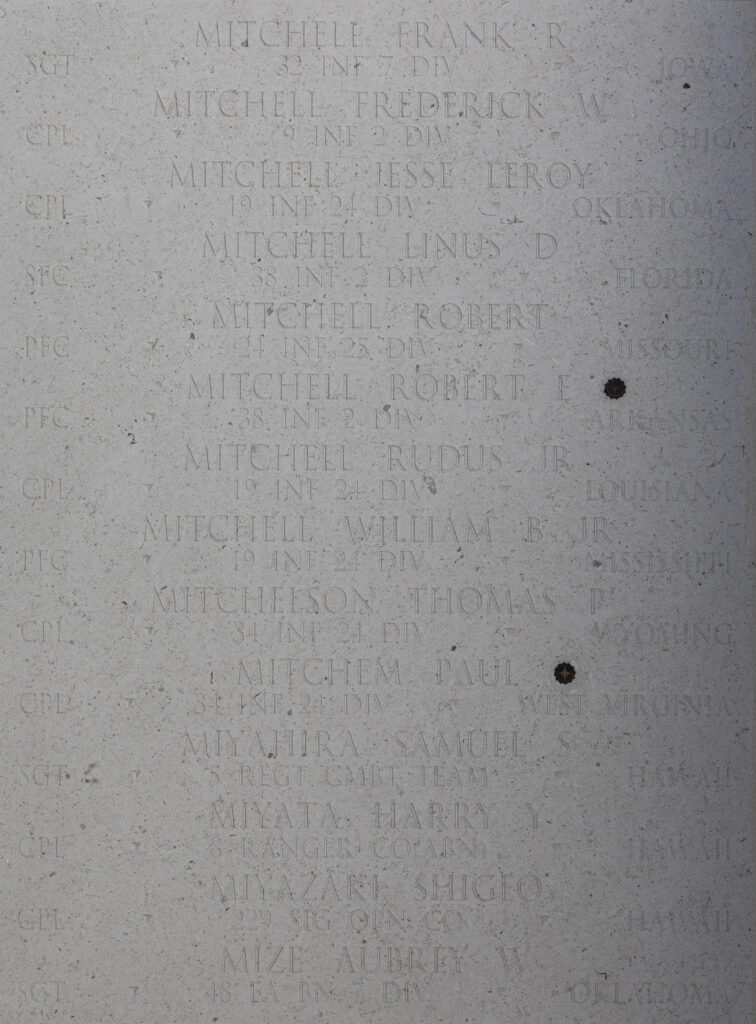 MITCHELL FRANK R
SGT 32 INF 7 DIV IOWA
MITCHELL FREDERICK W
CPL 9 INF 2 DIV OHIO
MITCHELL JESSE LEROY
CPL 19 INF 24 DIV OKLAHOMA
MITCHELL LINUS D
SFC 38 INF 2 DIV FLORIDA
MITCHELL ROBERT
PFC 24 INF 25 DIV MISSOURI
MITCHELL ROBERT E
PFC 38 INF 2 DIV ARKANSAS
MITCHELL RUDUS JR
CPL 19 INF 24 DIV LOUISIANA
MITCHELL WILLIAM B JR
PFC 19 INF 24 DIV MISSISSIPPI
MITCHELSON THOMAS P
CPL 34 INF 24 DIV WYOMING
MITCHEM PAUL
CPL 34 INF 24 DIV WEST VIRGINIA
MIYAHIRA SAMUEL S
SGT 5 REGT CMBT TEAM HAWAII
MIYATA HARRY Y
CPL 8 RANGER CO ABN HAWAII
MIYAZAKI SHIGEO
CPL 229 SIG OPN CO HAWAII
MIZE AUBREY W
SGT 48 FA BN 7 DIV OKLAHOMA